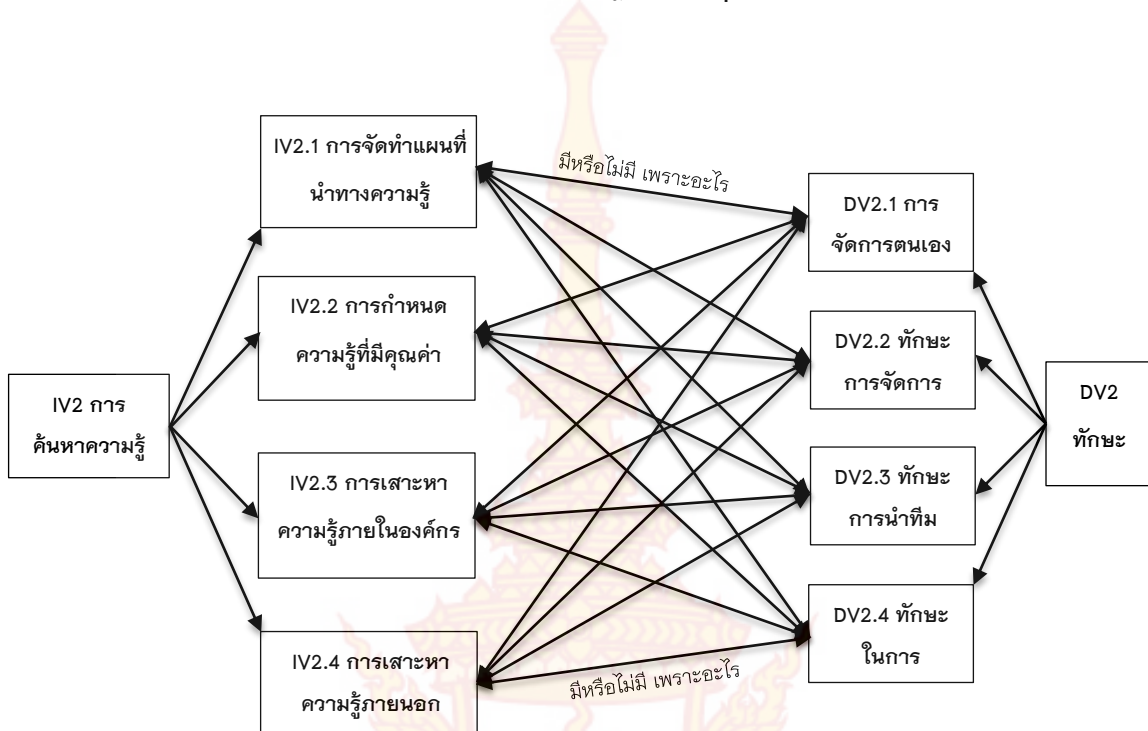 IV2.1 การจัดทำแผนที่
นำทางความรู้
มีหรือไม่มี เพราะอะไร
DV2.1 การ
จัดการตนเอง
IV2.2 การกำหนด
ความรู้ที่มีคุณค่า
DV2.2 ทักษะ
การจัดการ
IV2 การ
ค้นหาความรู้
DV2
ทักษะ
IV2.3 การเสาะหา
ความรู้ภายในองค์กร
DV2.3 ทักษะ
การนำทีม
DV2.4 ทักษะ
ในการ
IV2.4 การเสาะหา
ความรู้ภายนอก
มีหรือไม่มี เพราะอะไร